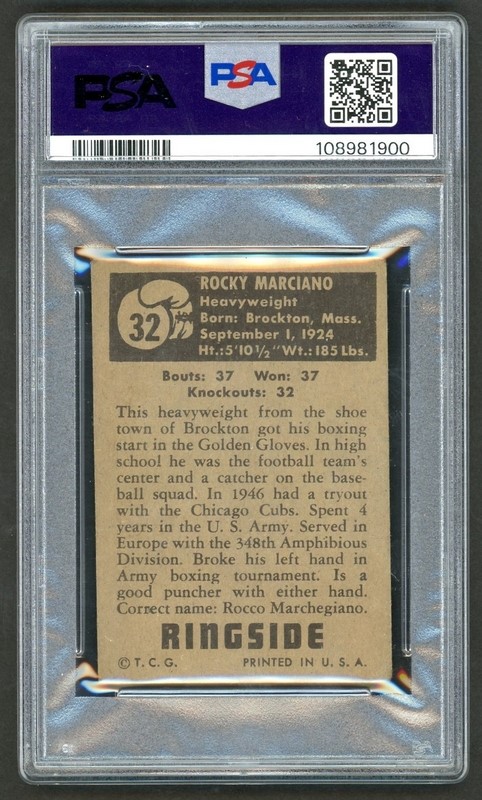 PSA
PSA
108981900
32
ROCKY MARCIANO
Heavyweight
Born: Brockton, Mass.
September 1, 1924
Ht.:5'10½" Wt.:185 Lbs.
Bouts: 37 Won: 37
Knockouts: 32
This heavyweight from the shoe
town of Brockton got his boxing
start in the Golden Gloves. In high
school he was the football team's
center and a catcher on the base-
ball squad. In 1946 had a tryout
with the Chicago Cubs. Spent 4
years in the U. S. Army. Served in
Europe with the 348th Amphibious
Division. Broke his left hand in
Army boxing tournament. Is a
good puncher with either hand.
Correct name: Rocco Marchegiano.
RINGSIDE
© T. C. G. PRINTED IN U. S. A.